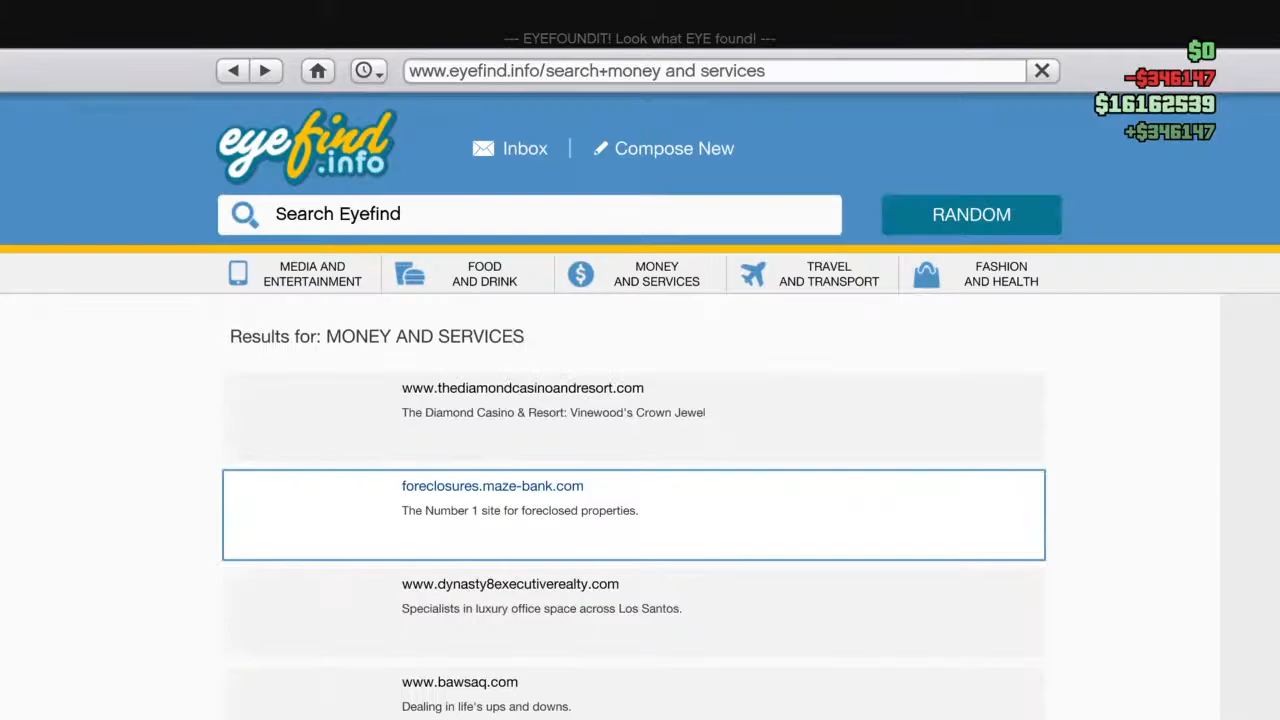 --- EYEFOUNDIT! Look what EYE found! ---
$0
www.eyefind.info/search+money and services
-$346147
$16162539
+$346147
eyefind.info
Inbox
Compose New
Search Eyefind
RANDOM
MEDIA AND ENTERTAINMENT
FOOD AND DRINK
MONEY AND SERVICES
TRAVEL AND TRANSPORT
FASHION AND HEALTH
Results for: MONEY AND SERVICES
www.thediamondcasinoandresort.com
The Diamond Casino & Resort: Vinewood's Crown Jewel
foreclosures.maze-bank.com
The Number 1 site for foreclosed properties.
www.dynasty8executiverealty.com
Specialists in luxury office space across Los Santos.
www.bawsaq.com
Dealing in life's ups and downs.